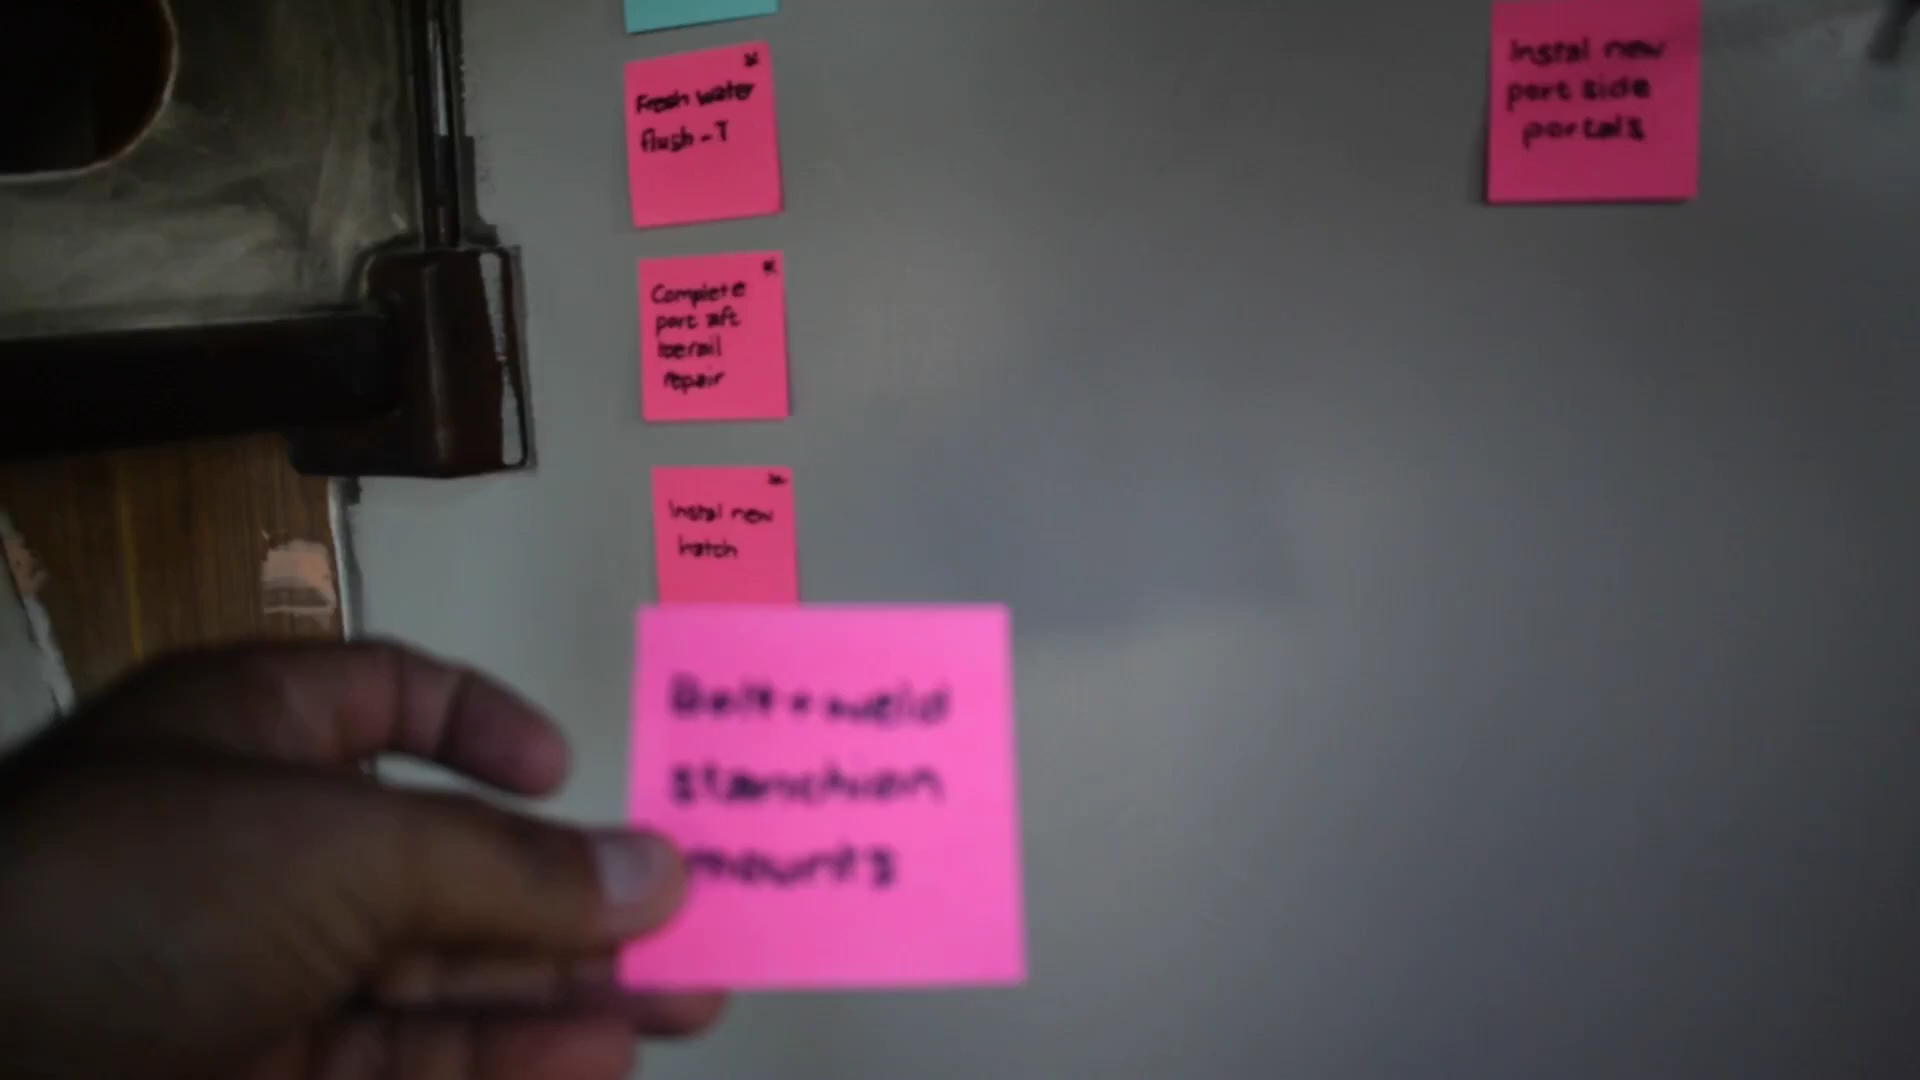 Fresh water
flush - T
Complete
port aft
toerail
repair
Instal new
hatch
Bolt + weld
stanchion
mounts
Instal new
port side
portals